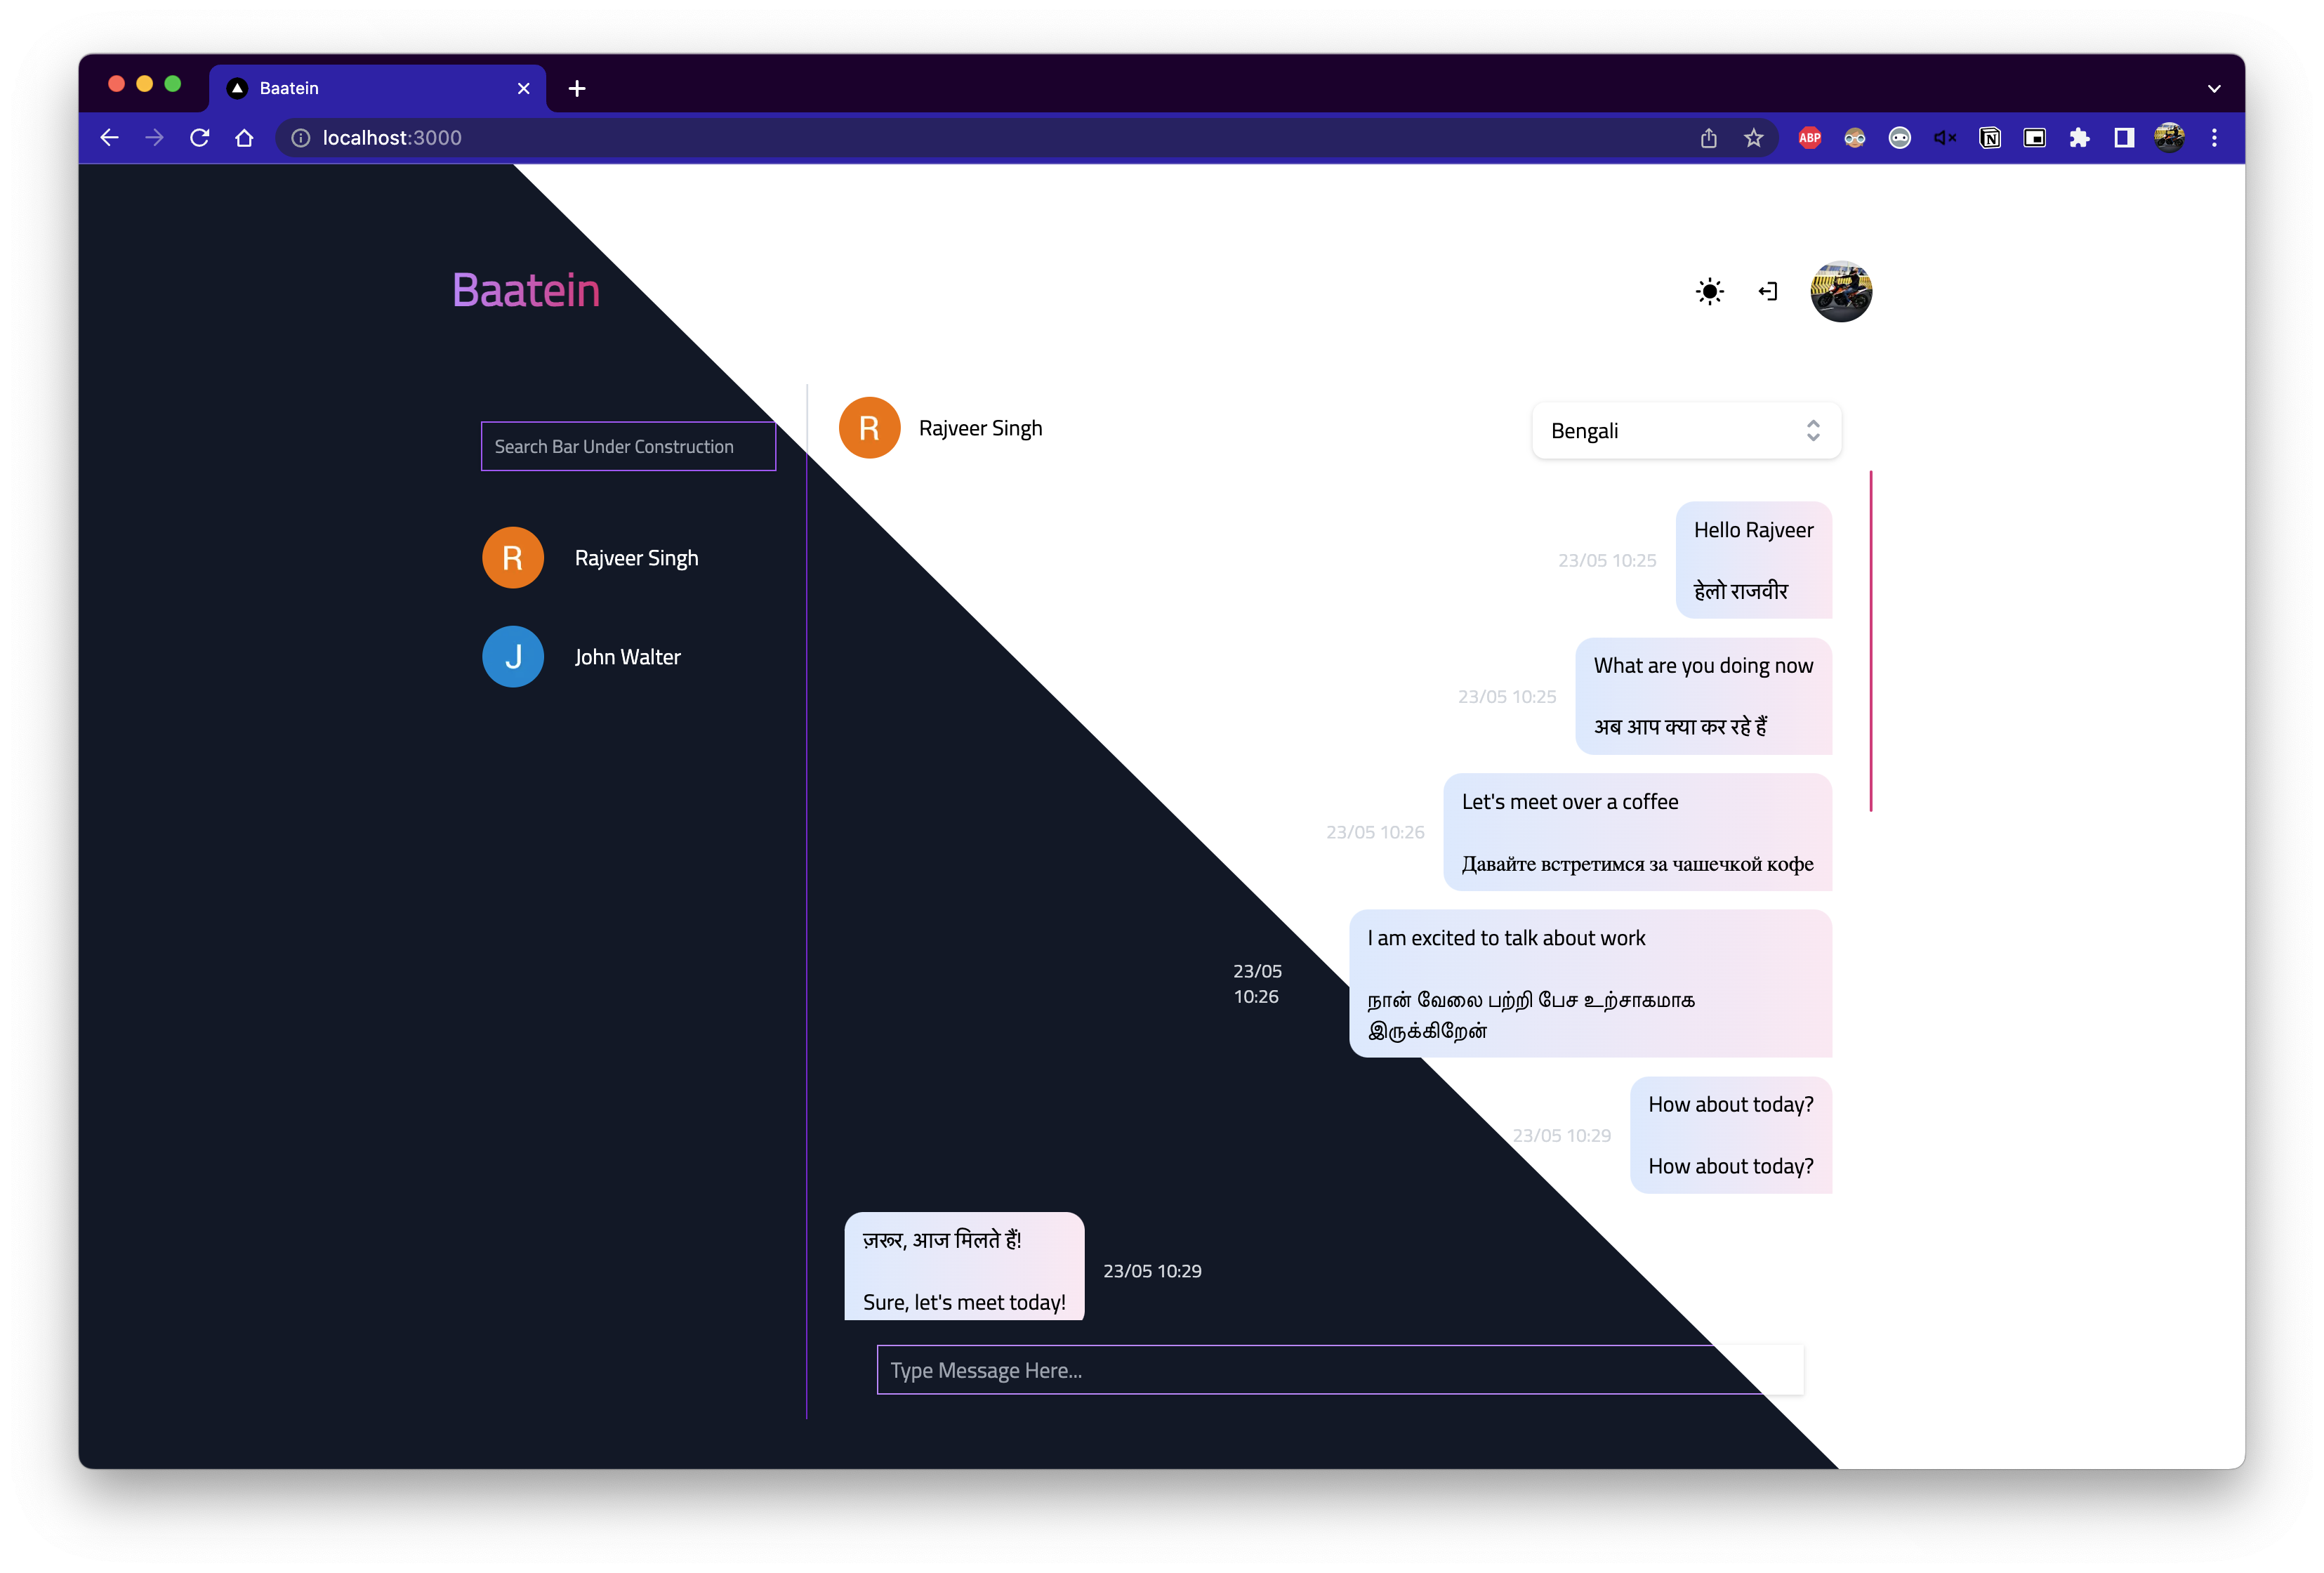 Baatein
localhost:3000
ABP
Baatein
Search Bar Under Construction
R
Rajveer Singh
J
John Walter
R
Rajveer Singh
Bengali
Hello Rajveer
23/05 10:25
हेलो राजवीर
What are you doing now
23/05 10:25
अब आप क्या कर रहे हैं
Let's meet over a coffee
23/05 10:26
Давайте встретимся за чашечкой кофе
I am excited to talk about work
23/05
10:26
நான் வேலை பற்றி பேச உற்சாகமாக
இருக்கிறேன்
How about today?
23/05 10:29
How about today?
ज़रूर, आज मिलते हैं!
23/05 10:29
Sure, let's meet today!
Type Message Here...